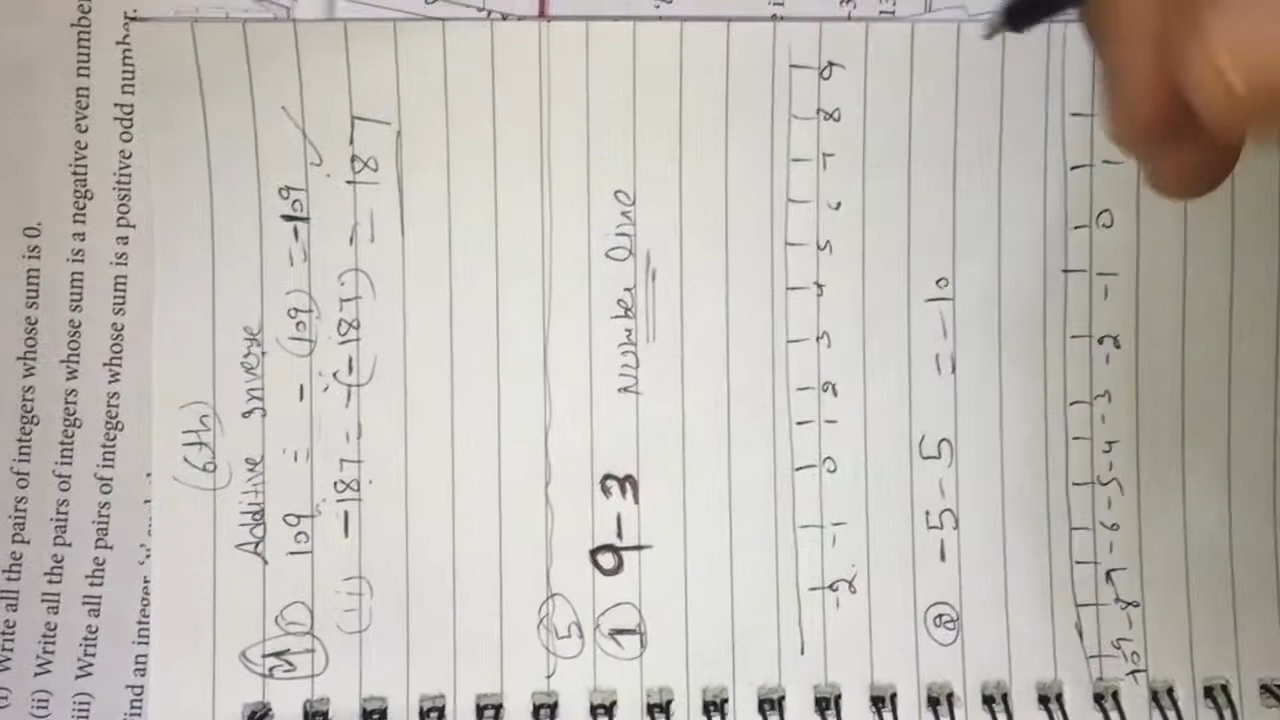 (i) Write all the pairs of integers whose sum is 0.
(ii) Write all the pairs of integers whose sum is a negative even number
iii) Write all the pairs of integers whose sum is a positive odd number.
ind an integer
(6th)
Additive Inverse
① 109 = -(109) = -109 ✓
(ii) -187 = -(-187) = 187
⑤
① 9-3 Number line
-2 -1 0 1 2 3 4 5 6 7 8 9
② -5-5 = -10
-10 -9 -8 -7 -6 -5 -4 -3 -2 -1 0 1